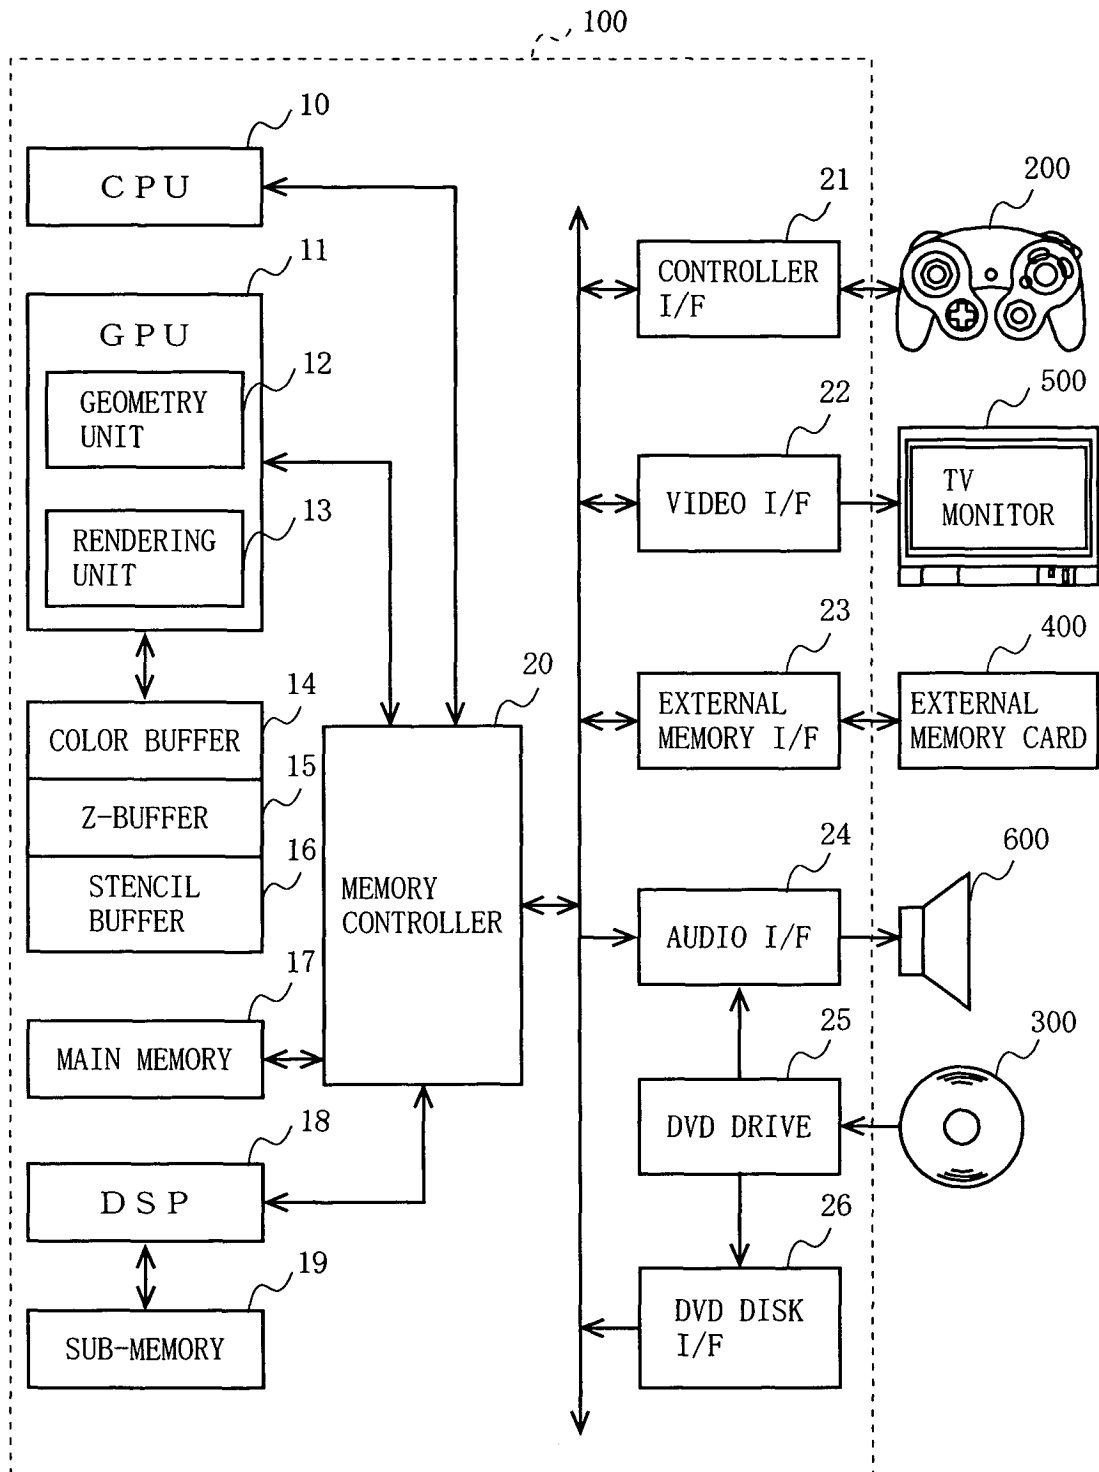 100
10
CPU
11
GPU
12
GEOMETRY
UNIT
13
RENDERING
UNIT
14
COLOR BUFFER
15
Z-BUFFER
16
STENCIL
BUFFER
17
MAIN MEMORY
18
DSP
19
SUB-MEMORY
20
MEMORY
CONTROLLER
21
CONTROLLER
I/F
200
22
VIDEO I/F
500
TV
MONITOR
23
EXTERNAL
MEMORY I/F
400
EXTERNAL
MEMORY CARD
24
AUDIO I/F
600
25
DVD DRIVE
300
26
DVD DISK
I/F